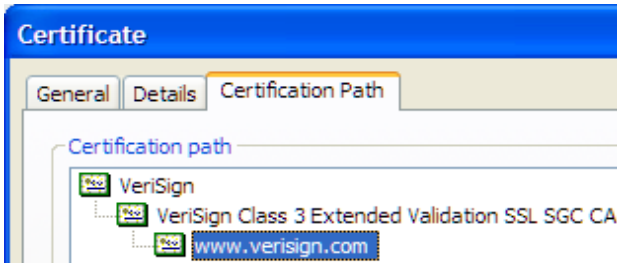 Certificate
General Details Certification Path
Certification path
VeriSign
VeriSign Class 3 Extended Validation SSL SGC CA
www.verisign.com